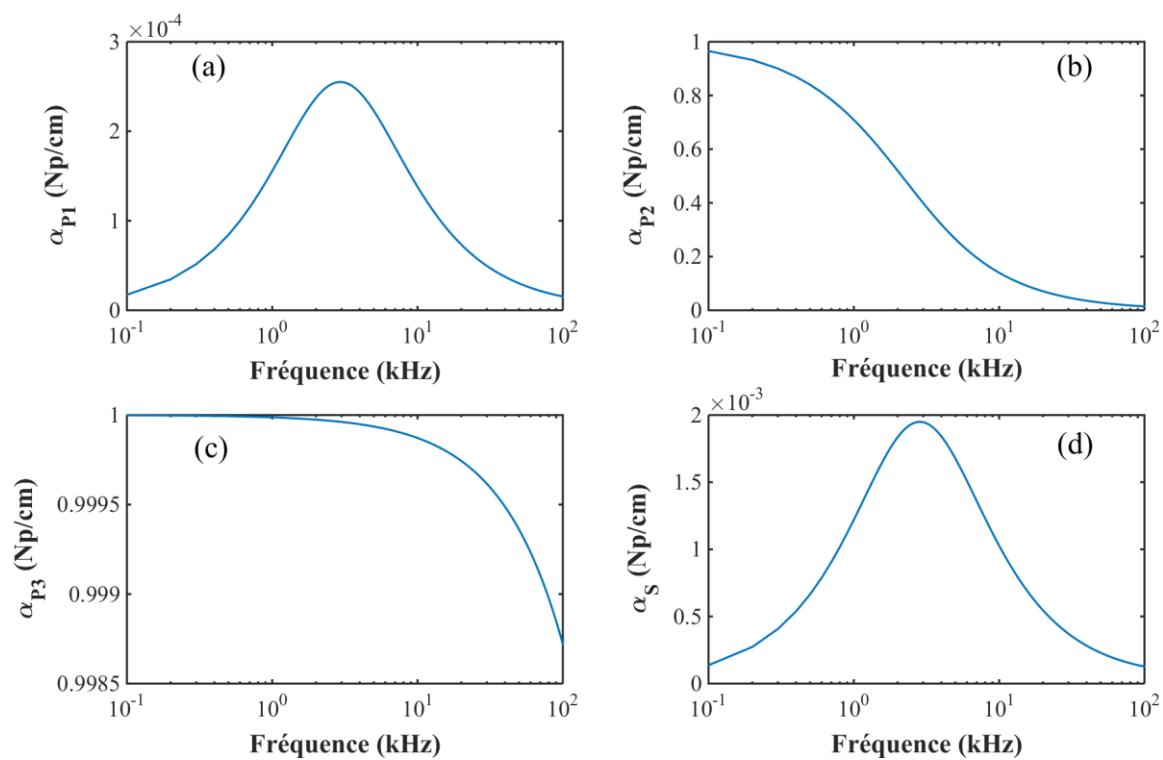 ×10⁻⁴
(a)
3
2
1
0
α_P1 (Np/cm)
10⁻¹ 10⁰ 10¹ 10²
Fréquence (kHz)
(b)
1
0.8
0.6
0.4
0.2
0
α_P2 (Np/cm)
10⁻¹ 10⁰ 10¹ 10²
Fréquence (kHz)
(c)
1
0.9995
0.999
0.9985
α_P3 (Np/cm)
10⁻¹ 10⁰ 10¹ 10²
Fréquence (kHz)
×10⁻³
(d)
2
1.5
1
0.5
0
α_S (Np/cm)
10⁻¹ 10⁰ 10¹ 10²
Fréquence (kHz)